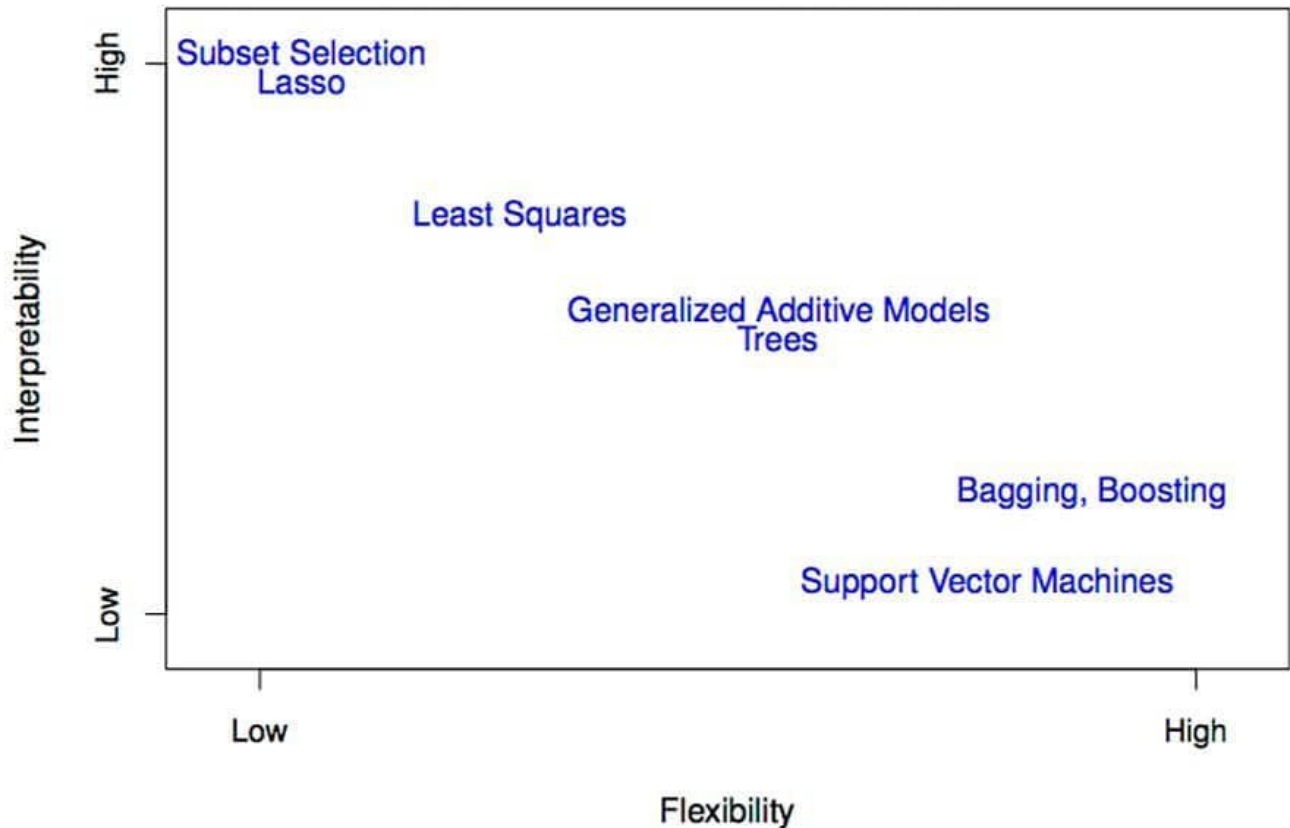 High
Subset Selection
Lasso
Least Squares
Interpretability
Generalized Additive Models
Trees
Bagging, Boosting
Support Vector Machines
Low
Low
High
Flexibility